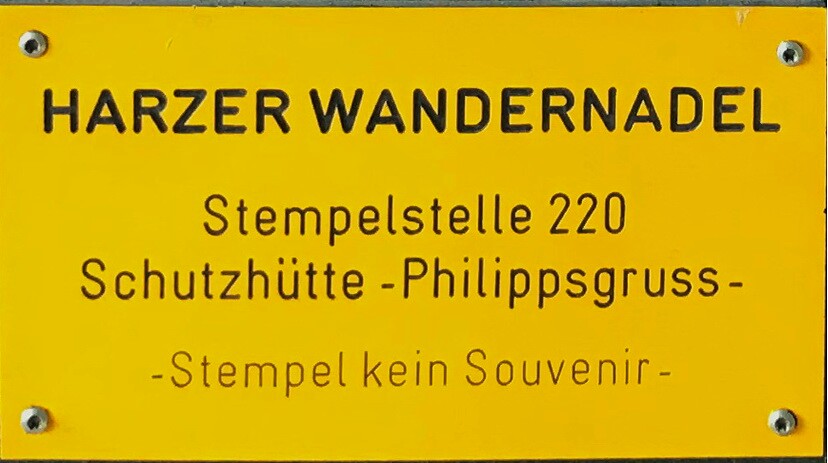 HARZER WANDERNADEL
Stempelstelle 220
Schutzhütte -Philippsgruss-
-Stempel kein Souvenir-